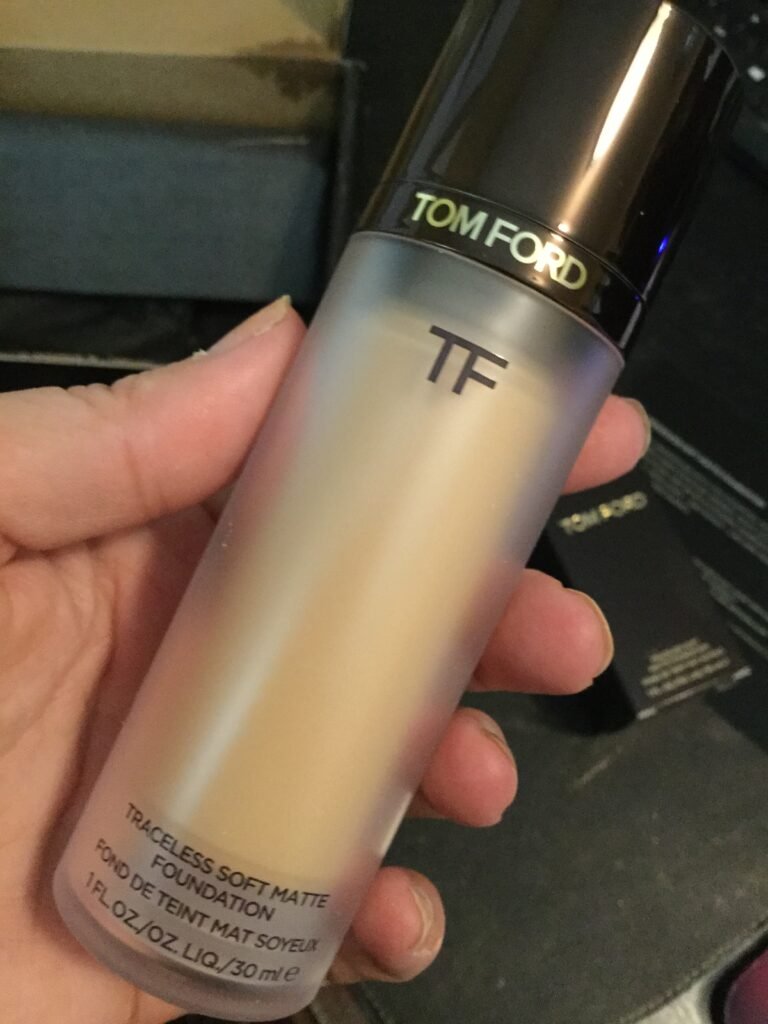 TOM FORD
TF
TRACELESS SOFT MATTE
FOUNDATION
FOND DE TEINT MAT SOYEUX
1 FL.OZ./OZ. LIQ./30 ml e
TOM FORD